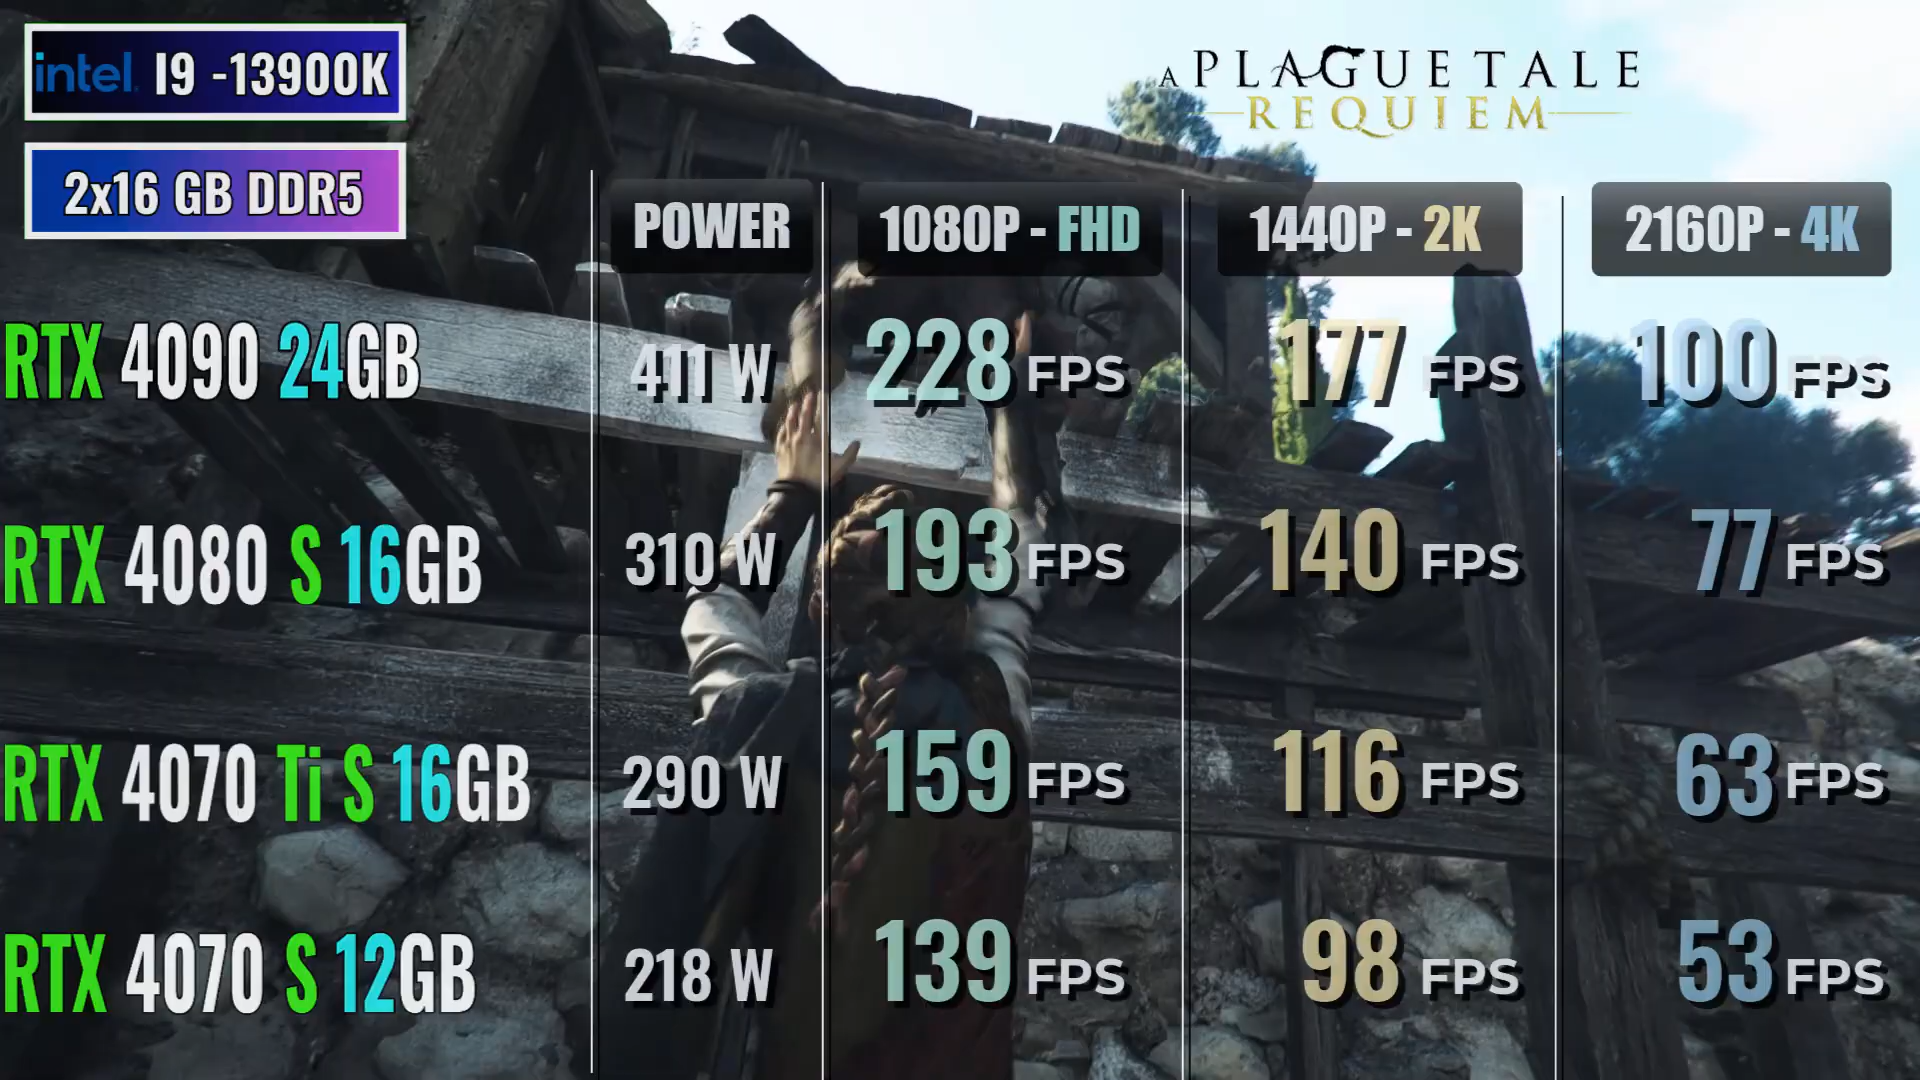 intel. I9 -13900K
2x16 GB DDR5
A PLAGUE TALE
REQUIEM
POWER 1080P - FHD 1440P - 2K 2160P - 4K
RTX 4090 24GB 411 W 228 FPS 177 FPS 100 FPS
RTX 4080 S 16GB 310 W 193 FPS 140 FPS 77 FPS
RTX 4070 Ti S 16GB 290 W 159 FPS 116 FPS 63 FPS
RTX 4070 S 12GB 218 W 139 FPS 98 FPS 53 FPS